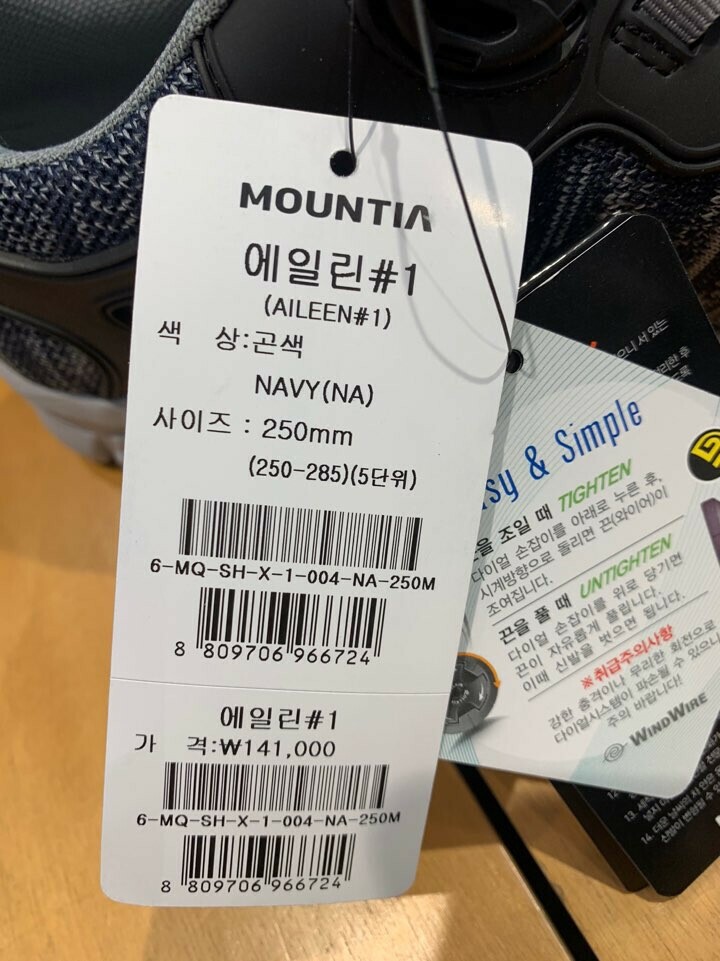 MOUNTIA
에일린#1
(AILEEN#1)
색 상:곤색
NAVY(NA)
사이즈 : 250mm
(250-285)(5단위)
6-MQ-SH-X-1-004-NA-250M
8 809706 966724
에일린#1
가 격:₩141,000
6-MQ-SH-X-1-004-NA-250M
8 809706 966724
& Simple
조일 때 TIGHTEN
다이얼 손잡이를 아래로 누른 후,
시계방향으로 돌리면 끈(와이어)이
조여집니다.
끈을 풀 때 UNTIGHTEN
다이얼 손잡이를 위로 당기면
끈이 자유롭게 풀립니다.
이때 신발을 벗으면 됩니다.
※취급주의사항
강한 충격이나 무리한 회전으로
다이얼시스템이 파손될 수 있으니
주의 바랍니다!
WINDWIRE